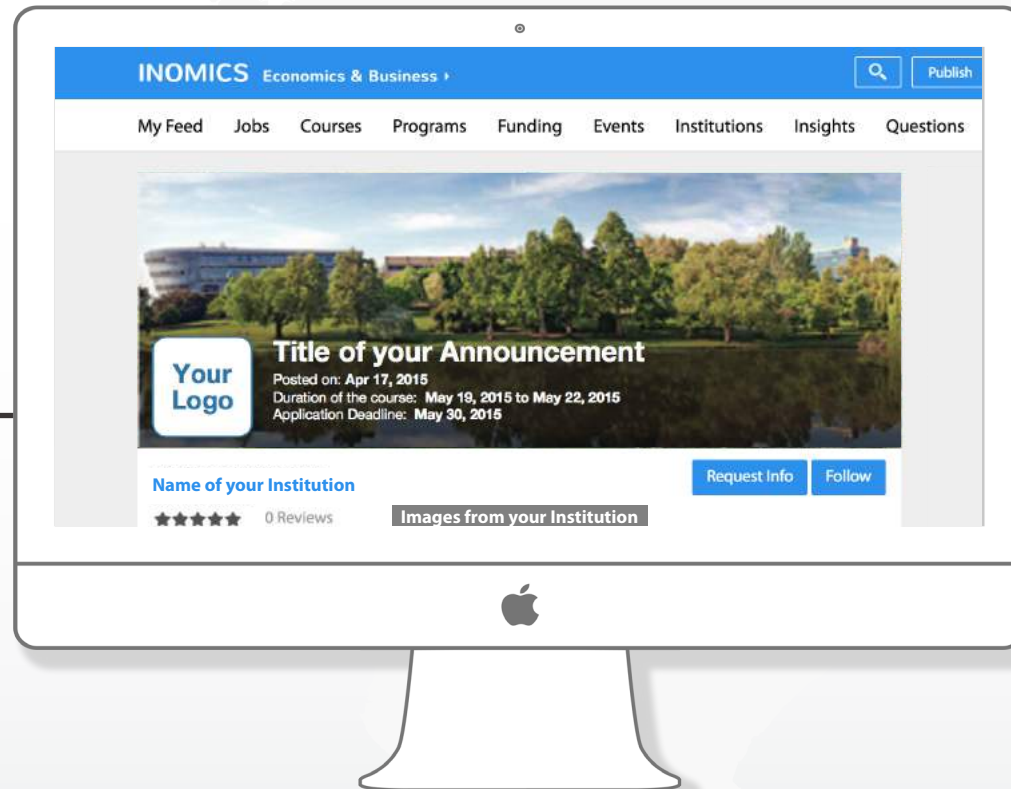 INOMICS Economics & Business
Publish
My Feed Jobs Courses Programs Funding Events Institutions Insights Questions
Your
Logo
Title of your Announcement
Posted on: Apr 17, 2015
Duration of the course: May 19, 2015 to May 22, 2015
Application Deadline: May 30, 2015
Name of your Institution
Request Info Follow
0 Reviews
Images from your Institution